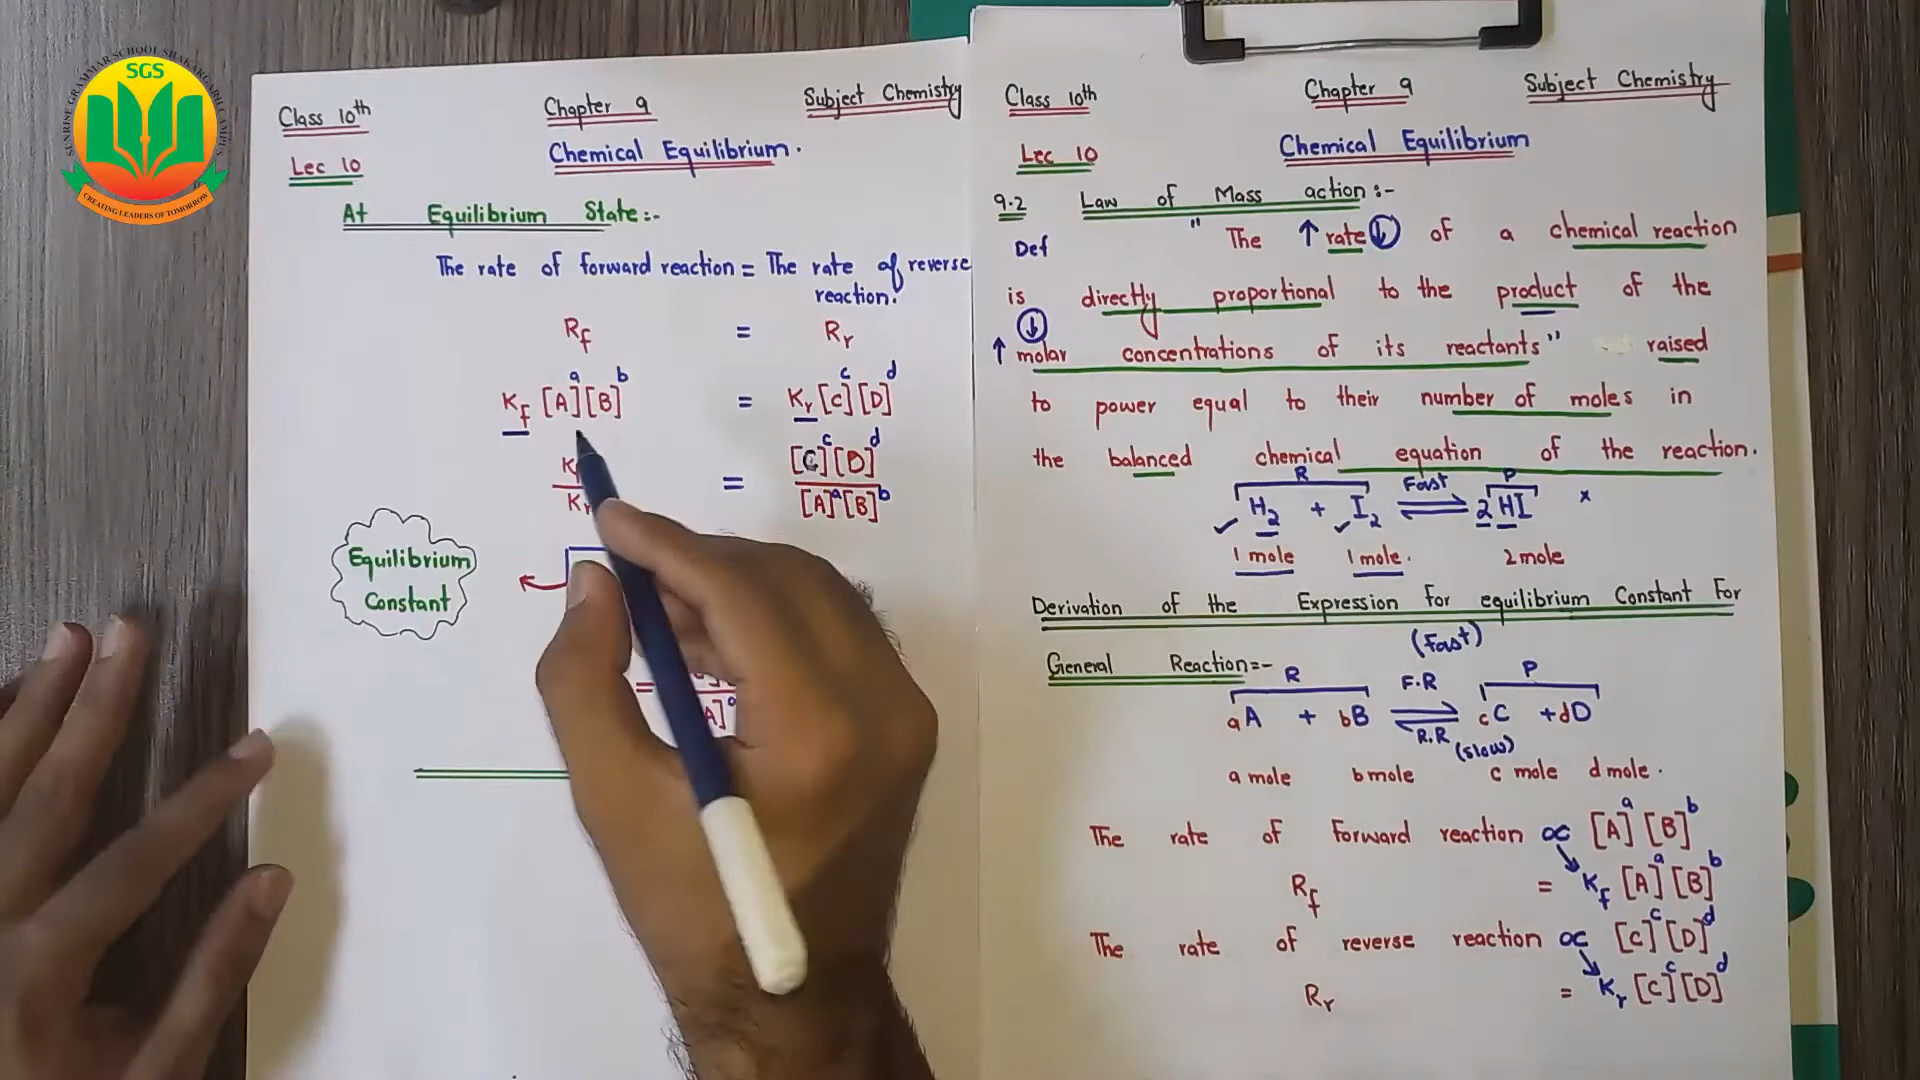 SUNRISE GRAMMAR SCHOOL SHAKARGARH CAMPUS
SGS
CREATING LEADERS OF TOMORROW
Class 10th Chapter 9 Subject Chemistry
Lec 10 Chemical Equilibrium.
At Equilibrium State:-
The rate of forward reaction = The rate of reverse
reaction.
Rf = Rr
Kf [A]^a [B]^b = Kr [C]^c [D]^d
Kr = [C]^c [D]^d / [A]^a [B]^b
Equilibrium
Constant
Class 10th Chapter 9 Subject Chemistry
Lec 10 Chemical Equilibrium
9.2 Law of Mass action:-
Def " The ↑ rate ↓ of a chemical reaction
is directly proportional to the product of the
↓
↑ molar concentrations of its reactants" raised
to power equal to their number of moles in
the balanced chemical equation of the reaction.
R Fast P
H2 + I2 ⇌ 2HI x
1 mole 1 mole. 2 mole
Derivation of the Expression for equilibrium Constant For
General Reaction=-
(fast)
R F.R P
aA + bB ⇌ cC + dD
R.R (slow)
a mole b mole c mole d mole.
The rate of forward reaction ∝ [A]^a [B]^b
Rf = Kf [A]^a [B]^b
The rate of reverse reaction ∝ [C]^c [D]^d
Rr = Kr [C]^c [D]^d